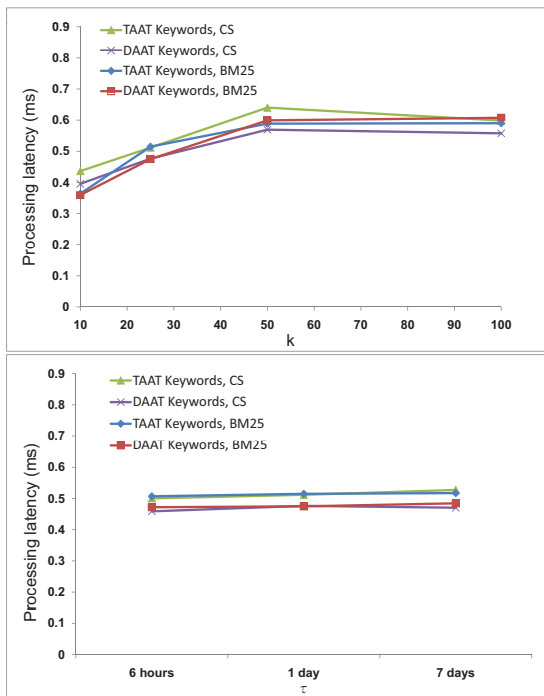 0.9
0.8
0.7
0.6
0.5
0.4
0.3
0.2
0.1
0
Processing latency (ms)
TAAT Keywords, CS
DAAT Keywords, CS
TAAT Keywords, BM25
DAAT Keywords, BM25
10 20 30 40 50 60 70 80 90 100
k
0.9
0.8
0.7
0.6
0.5
0.4
0.3
0.2
0.1
0
Processing latency (ms)
TAAT Keywords, CS
DAAT Keywords, CS
TAAT Keywords, BM25
DAAT Keywords, BM25
6 hours 1 day 7 days
τ